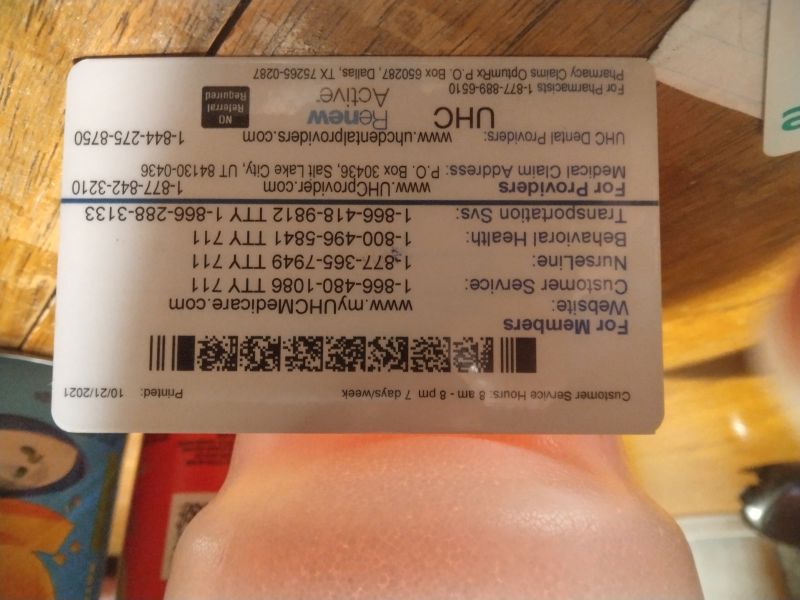 Customer Service Hours: 8 am - 8 pm 7 days/week Printed: 10/21/2021
For Members
Website: www.myUHCMedicare.com
Customer Service: 1-866-480-1086 TTY 711
NurseLine: 1-877-365-7949 TTY 711
Behavioral Health: 1-800-496-5841 TTY 711
Transportation Svs: 1-866-418-9812 TTY 1-866-288-3133
For Providers www.UHCprovider.com 1-877-842-3210
Medical Claim Address: P.O. Box 30436, Salt Lake City, UT 84130-0436
UHC Dental Providers: www.uhcdentalproviders.com 1-844-275-8750
UHC Renew Active
NO Referral Required
For Pharmacists 1-877-889-6510
Pharmacy Claims OptumRx P.O. Box 650287, Dallas, TX 75265-0287